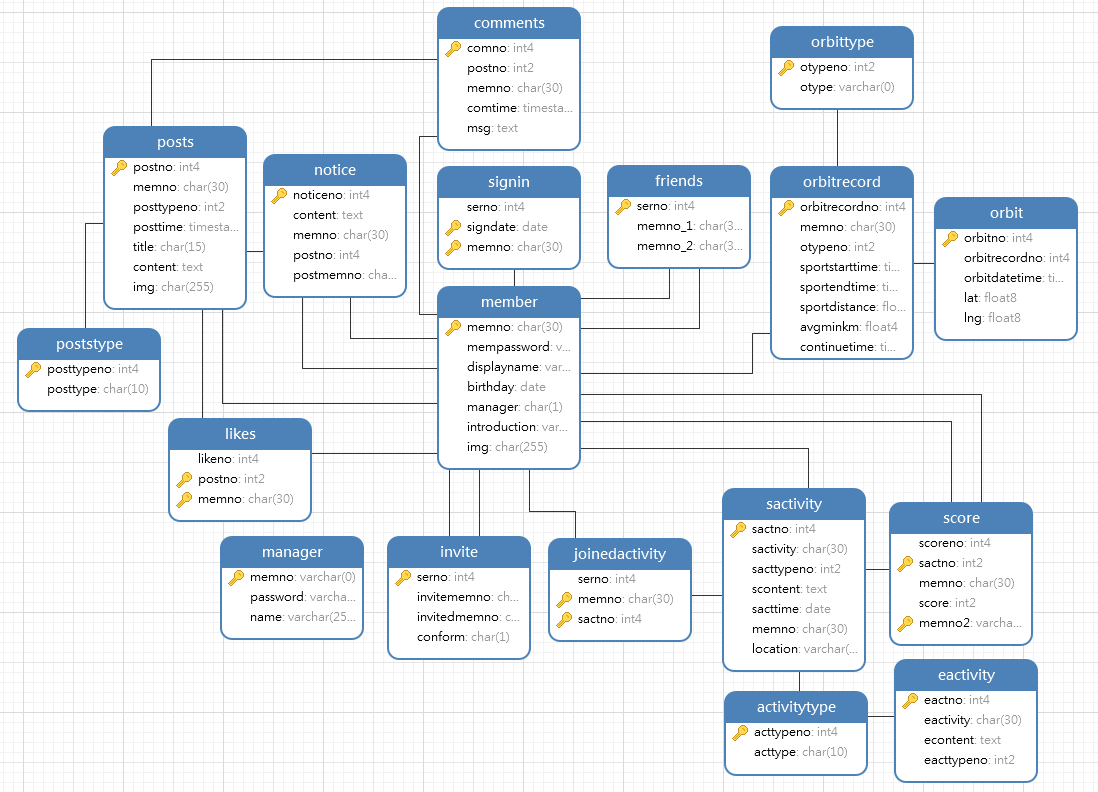 comments
comno: int4
postno: int2
memno: char(30)
comtime: timesta...
msg: text
orbittype
otypeno: int2
otype: varchar(0)
posts
postno: int4
memno: char(30)
posttypeno: int2
posttime: timesta...
title: char(15)
content: text
img: char(255)
notice
noticeno: int4
content: text
memno: char(30)
postno: int4
postmemno: cha...
signin
serno: int4
signdate: date
memno: char(30)
friends
serno: int4
memno_1: char(3...
memno_2: char(3...
orbitrecord
orbitrecordno: int4
memno: char(30)
otypeno: int2
sportstarttime: ti...
sportendtime: ti...
sportdistance: flo...
avgminkm: float4
continuetime: ti...
orbit
orbitno: int4
orbitrecordno: int4
orbitdatetime: ti...
lat: float8
lng: float8
member
memno: char(30)
mempassword: v...
displayname: var...
birthday: date
manager: char(1)
introduction: var...
img: char(255)
poststype
posttypeno: int4
posttype: char(10)
likes
likeno: int4
postno: int2
memno: char(30)
manager
memno: varchar(0)
password: varcha...
name: varchar(25...
invite
serno: int4
invitememno: ch...
invitedmemno: c...
conform: char(1)
joinedactivity
serno: int4
memno: char(30)
sactno: int4
sactivity
sactno: int4
sactivity: char(30)
sacttypeno: int2
scontent: text
sacttime: date
memno: char(30)
location: varchar(...
score
scoreno: int4
sactno: int2
memno: char(30)
score: int2
memno2: varcha...
activitytype
acttypeno: int4
acttype: char(10)
eactivity
eactno: int4
eactivity: char(30)
econtent: text
eacttypeno: int2